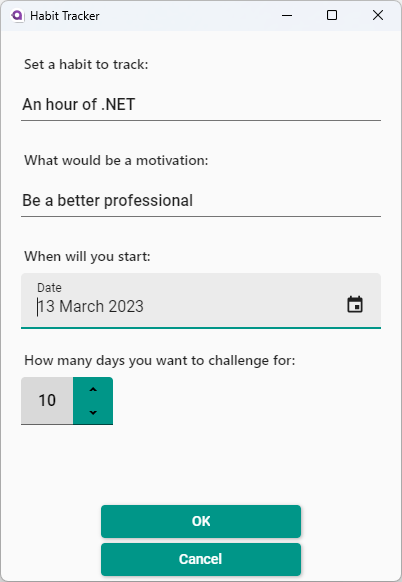 Habit Tracker
Set a habit to track:
An hour of .NET
What would be a motivation:
Be a better professional
When will you start:
Date
13 March 2023
How many days you want to challenge for:
10
OK
Cancel